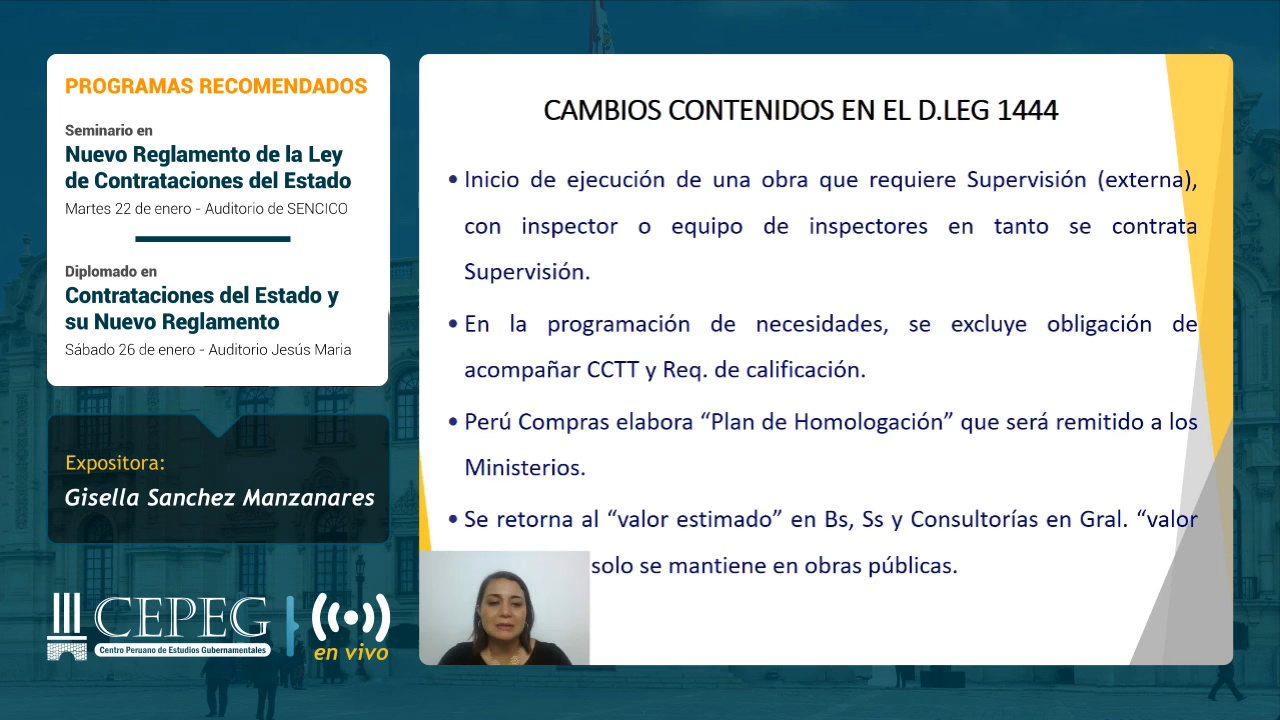 PROGRAMAS RECOMENDADOS
Seminario en
Nuevo Reglamento de la Ley
de Contrataciones del Estado
Martes 22 de enero - Auditorio de SENCICO
Diplomado en
Contrataciones del Estado y
su Nuevo Reglamento
Sábado 26 de enero - Auditorio Jesús Maria
Expositora:
Gisella Sanchez Manzanares
CEPEG
Centro Peruano de Estudios Gubernamentales
en vivo
CAMBIOS CONTENIDOS EN EL D.LEG 1444
• Inicio de ejecución de una obra que requiere Supervisión (externa),
con inspector o equipo de inspectores en tanto se contrata
Supervisión.
• En la programación de necesidades, se excluye obligación de
acompañar CCTT y Req. de calificación.
• Perú Compras elabora “Plan de Homologación” que será remitido a los
Ministerios.
• Se retorna al “valor estimado” en Bs, Ss y Consultorías en Gral. “valor
solo se mantiene en obras públicas.